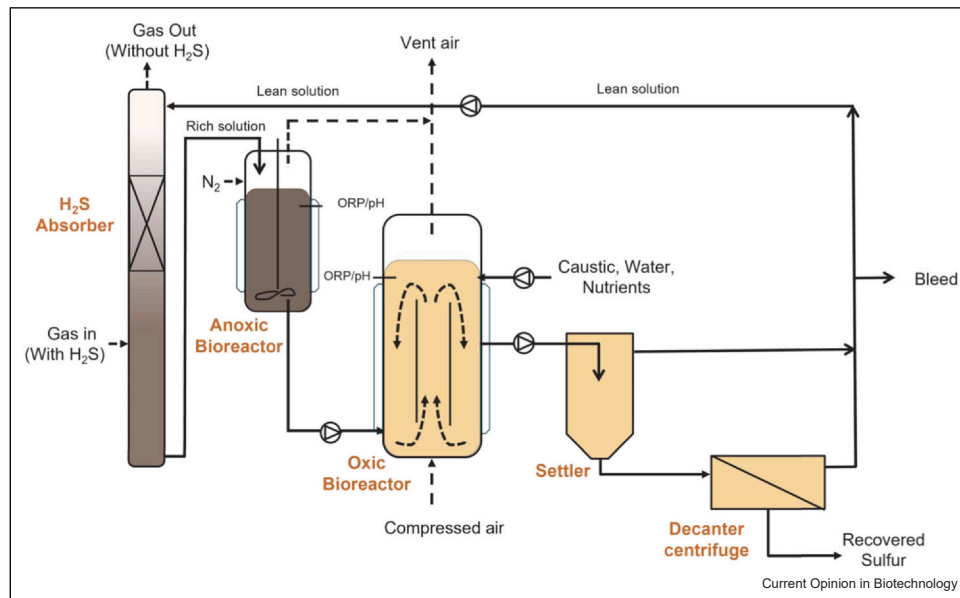 Gas Out
(Without H₂S)
Vent air
Lean solution
Lean solution
Rich solution
N₂
ORP/pH
H₂S
Absorber
ORP/pH
Caustic, Water,
Nutrients
Bleed
Anoxic
Bioreactor
Gas in
(With H₂S)
Oxic
Bioreactor
Settler
Compressed air
Decanter
centrifuge
Recovered
Sulfur
Current Opinion in Biotechnology